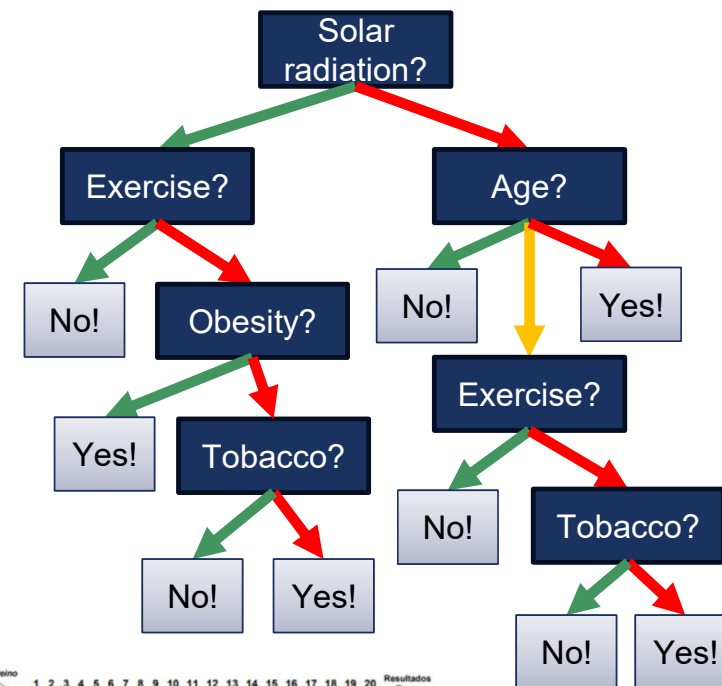 Solar
radiation?
Exercise?
Age?
No!
Obesity?
No!
Yes!
Exercise?
Yes!
Tobacco?
No!
Tobacco?
No!
Yes!
No!
Yes!
1 2 3 4 5 6 7 8 9 10 11 12 13 14 15 16 17 18 19 20 Resultados